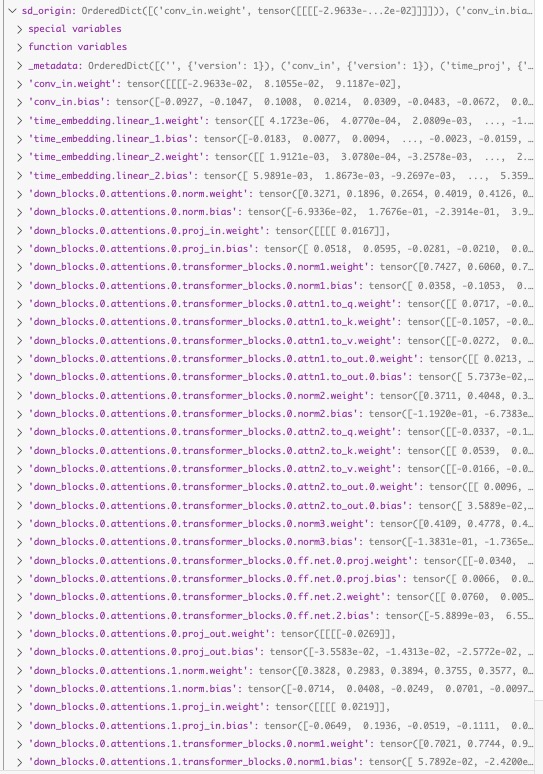 sd_origin: OrderedDict([('conv_in.weight', tensor([[[[-2.9633e-...2e-02]]]])), ('conv_in.bia...
special variables
function variables
_metadata: OrderedDict([('', {'version': 1}), ('conv_in', {'version': 1}), ('time_proj', {'...
'conv_in.weight': tensor([[[[-2.9633e-02, 8.1055e-02, 9.1187e-02],
'conv_in.bias': tensor([-0.0927, -0.1047, 0.1008, 0.0214, 0.0309, -0.0483, -0.0672, 0.0...
'time_embedding.linear_1.weight': tensor([[ 4.1723e-06, 4.0770e-04, 2.0809e-03, ..., -1...
'time_embedding.linear_1.bias': tensor([-0.0183, 0.0077, 0.0094, ..., -0.0023, -0.0159, ...
'time_embedding.linear_2.weight': tensor([[ 1.9121e-03, 3.0780e-04, -3.2578e-03, ..., 2...
'time_embedding.linear_2.bias': tensor([ 5.9891e-03, 1.8673e-03, -9.2697e-03, ..., 5.359...
'down_blocks.0.attentions.0.norm.weight': tensor([0.3271, 0.1896, 0.2654, 0.4019, 0.4126, 0...
'down_blocks.0.attentions.0.norm.bias': tensor([-6.9336e-02, 1.7676e-01, -2.3914e-01, 3.9...
'down_blocks.0.attentions.0.proj_in.weight': tensor([[[[ 0.0167]],
'down_blocks.0.attentions.0.proj_in.bias': tensor([ 0.0518, 0.0595, -0.0281, -0.0210, 0.0...
'down_blocks.0.attentions.0.transformer_blocks.0.norm1.weight': tensor([0.7427, 0.6060, 0.7...
'down_blocks.0.attentions.0.transformer_blocks.0.norm1.bias': tensor([ 0.0358, -0.1053, 0...
'down_blocks.0.attentions.0.transformer_blocks.0.attn1.to_q.weight': tensor([[ 0.0717, -0.0...
'down_blocks.0.attentions.0.transformer_blocks.0.attn1.to_k.weight': tensor([[-0.1057, -0.0...
'down_blocks.0.attentions.0.transformer_blocks.0.attn1.to_v.weight': tensor([[-0.0272, 0.0...
'down_blocks.0.attentions.0.transformer_blocks.0.attn1.to_out.0.weight': tensor([[ 0.0213, ...
'down_blocks.0.attentions.0.transformer_blocks.0.attn1.to_out.0.bias': tensor([ 5.7373e-02,...
'down_blocks.0.attentions.0.transformer_blocks.0.norm2.weight': tensor([0.3711, 0.4048, 0.3...
'down_blocks.0.attentions.0.transformer_blocks.0.norm2.bias': tensor([-1.1920e-01, -6.7383e...
'down_blocks.0.attentions.0.transformer_blocks.0.attn2.to_q.weight': tensor([[-0.0337, -0.1...
'down_blocks.0.attentions.0.transformer_blocks.0.attn2.to_k.weight': tensor([[ 0.0539, -0.0...
'down_blocks.0.attentions.0.transformer_blocks.0.attn2.to_v.weight': tensor([[-0.0166, -0.0...
'down_blocks.0.attentions.0.transformer_blocks.0.attn2.to_out.0.weight': tensor([[ 0.0096, ...
'down_blocks.0.attentions.0.transformer_blocks.0.attn2.to_out.0.bias': tensor([ 3.5889e-02,...
'down_blocks.0.attentions.0.transformer_blocks.0.norm3.weight': tensor([0.4109, 0.4778, 0.4...
'down_blocks.0.attentions.0.transformer_blocks.0.norm3.bias': tensor([-1.3831e-01, -1.7365e...
'down_blocks.0.attentions.0.transformer_blocks.0.ff.net.0.proj.weight': tensor([[-0.0340, ...
'down_blocks.0.attentions.0.transformer_blocks.0.ff.net.0.proj.bias': tensor([ 0.0066, 0.0...
'down_blocks.0.attentions.0.transformer_blocks.0.ff.net.2.weight': tensor([[ 0.0760, 0.005...
'down_blocks.0.attentions.0.transformer_blocks.0.ff.net.2.bias': tensor([-5.8899e-03, 6.55...
'down_blocks.0.attentions.0.proj_out.weight': tensor([[[[-0.0269]],
'down_blocks.0.attentions.0.proj_out.bias': tensor([-3.5583e-02, -1.4313e-02, -2.5772e-02, ...
'down_blocks.0.attentions.1.norm.weight': tensor([0.3828, 0.2983, 0.3894, 0.3755, 0.3577, 0...
'down_blocks.0.attentions.1.norm.bias': tensor([-0.0714, 0.0408, -0.0249, 0.0701, -0.0097...
'down_blocks.0.attentions.1.proj_in.weight': tensor([[[[ 0.0219]],
'down_blocks.0.attentions.1.proj_in.bias': tensor([-0.0649, 0.1936, -0.0519, -0.1111, 0.0...
'down_blocks.0.attentions.1.transformer_blocks.0.norm1.weight': tensor([0.7021, 0.7744, 0.9...
'down_blocks.0.attentions.1.transformer_blocks.0.norm1.bias': tensor([ 5.7892e-02, -2.4200e...